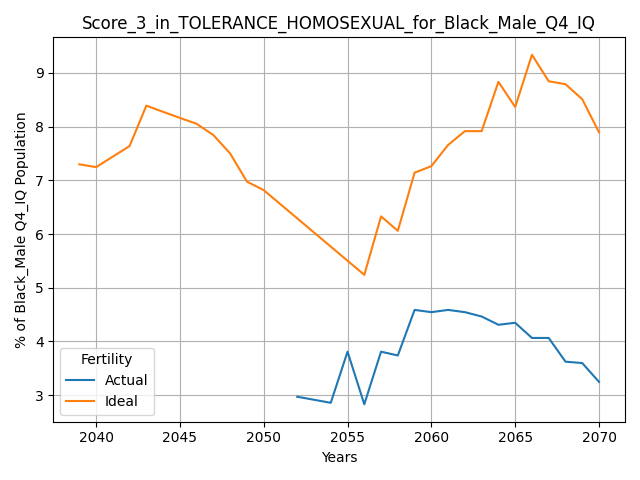 Score_3_in_TOLERANCE_HOMOSEXUAL_for_Black_Male_Q4_IQ
% of Black_Male Q4_IQ Population
9
8
7
6
5
4
3
Fertility
Actual
Ideal
2040 2045 2050 2055 2060 2065 2070
Years